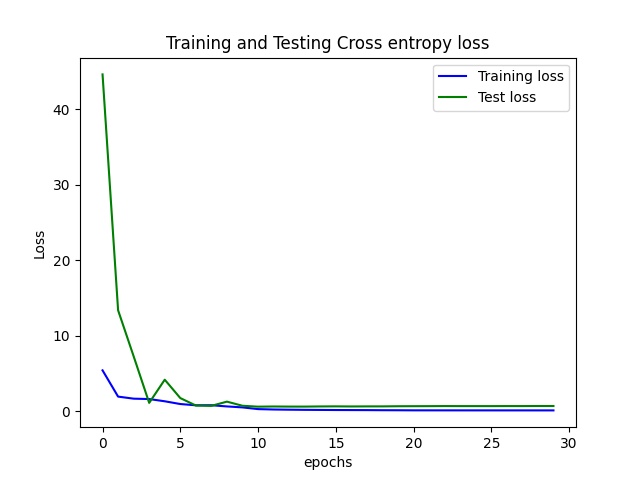 Training and Testing Cross entropy loss
Training loss
Test loss
Loss
40
30
20
10
0
0 5 10 15 20 25 30
epochs